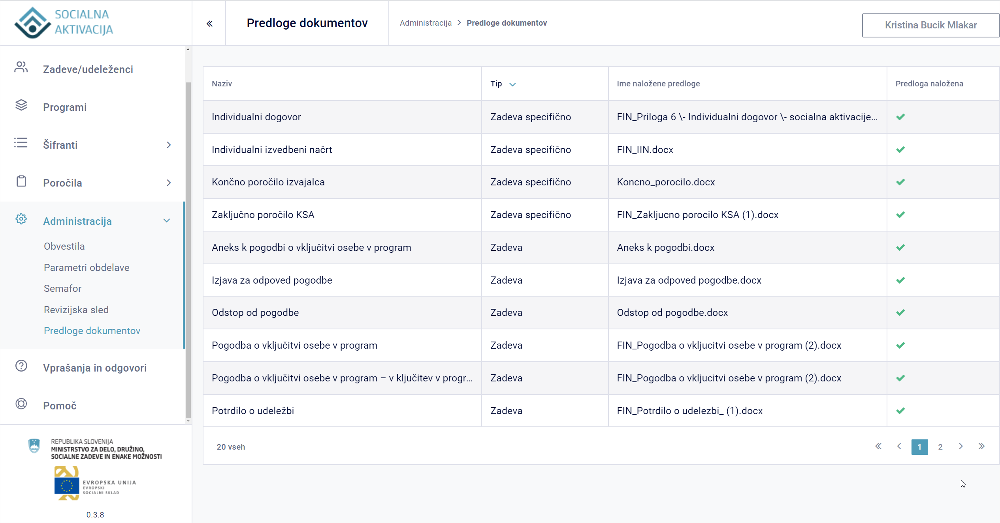 SOCIALNA
AKTIVACIJA
Predloge dokumentov
Administracija > Predloge dokumentov
Kristina Bucik Mlakar
Zadeve/udeleženci
Programi
Šifranti
Poročila
Administracija
Obvestila
Parametri obdelave
Semafor
Revizijska sled
Predloge dokumentov
Vprašanja in odgovori
Pomoč
REPUBLIKA SLOVENIJA
MINISTRSTVO ZA DELO, DRUŽINO,
SOCIALNE ZADEVE IN ENAKE MOŽNOSTI
EVROPSKA UNIJA
EVROPSKI
SOCIALNI SKLAD
0.3.8
Naziv Tip Ime naložene predloge Predloga naložena
Individualni dogovor Zadeva specifično FIN_Priloga 6 \- Individualni dogovor \- socialna aktivacije...
Individualni izvedbeni načrt Zadeva specifično FIN_IIN.docx
Končno poročilo izvajalca Zadeva specifično Koncno_porocilo.docx
Zaključno poročilo KSA Zadeva specifično FIN_Zakljucno porocilo KSA (1).docx
Aneks k pogodbi o vključitvi osebe v program Zadeva Aneks k pogodbi.docx
Izjava za odpoved pogodbe Zadeva Izjava za odpoved pogodbe.docx
Odstop od pogodbe Zadeva Odstop od pogodbe.docx
Pogodba o vključitvi osebe v program Zadeva FIN_Pogodba o vkljucitvi osebe v program (2).docx
Pogodba o vključitvi osebe v program – v ključitev v progr... Zadeva FIN_Pogodba o vkljucitvi osebe v program (2).docx
Potrdilo o udeležbi Zadeva FIN_Potrdilo o udelezbi_ (1).docx
20 vseh « < 1 2 > »